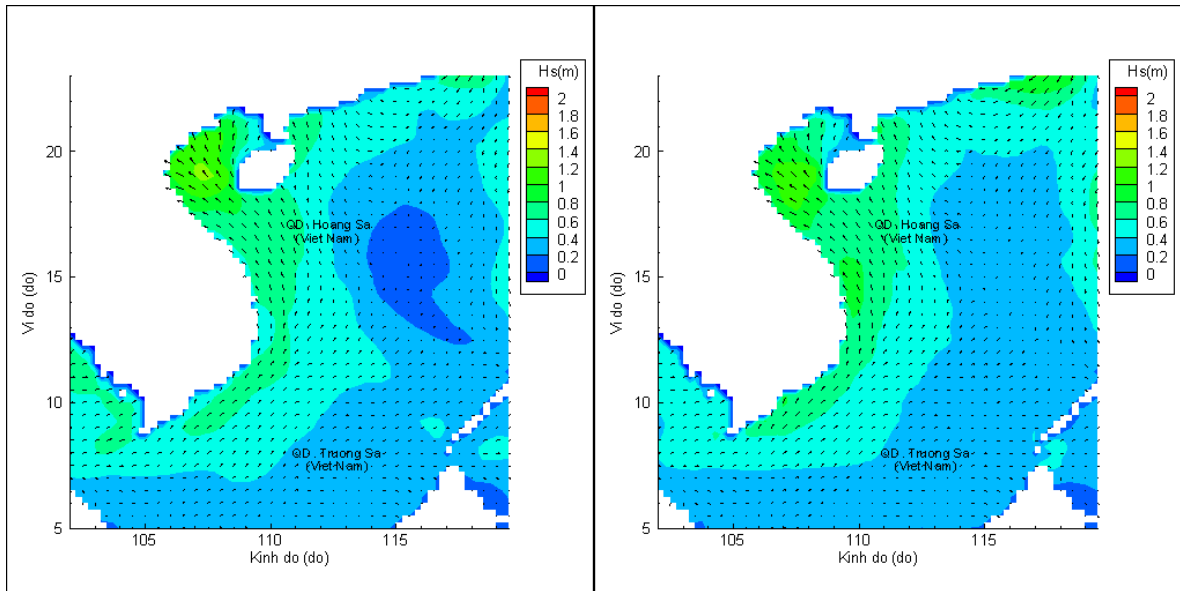 Hs(m)
2
1.8
1.6
1.4
1.2
1
0.8
0.6
0.4
0.2
0
20
15
10
5
Vi do (do)
QD . Hoang Sa
(Viet Nam)
QD . Truong Sa
(Viet Nam)
105
110
115
Kinh do (do)
Hs(m)
2
1.8
1.6
1.4
1.2
1
0.8
0.6
0.4
0.2
0
20
15
10
5
Vi do (do)
QD . Hoang Sa
(Viet Nam)
QD . Truong Sa
(Viet Nam)
105
110
115
Kinh do (do)